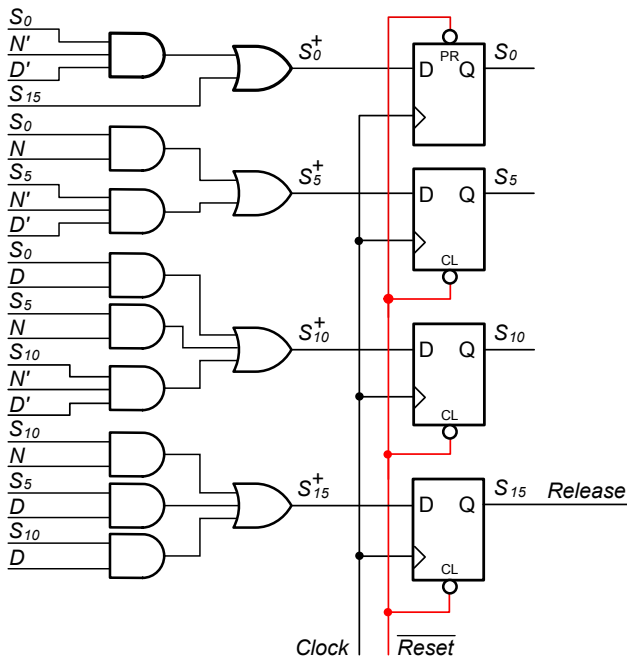 S0
N'
D'
S15
S0+
PR
D Q
S0
S0
N
S5
N'
D'
S5+
D Q
CL
S5
S0
D
S5
N
S10
N'
D'
S10+
D Q
CL
S10
S10
N
S5
D
S10
D
S15+
D Q
CL
S15 Release
Clock
Reset